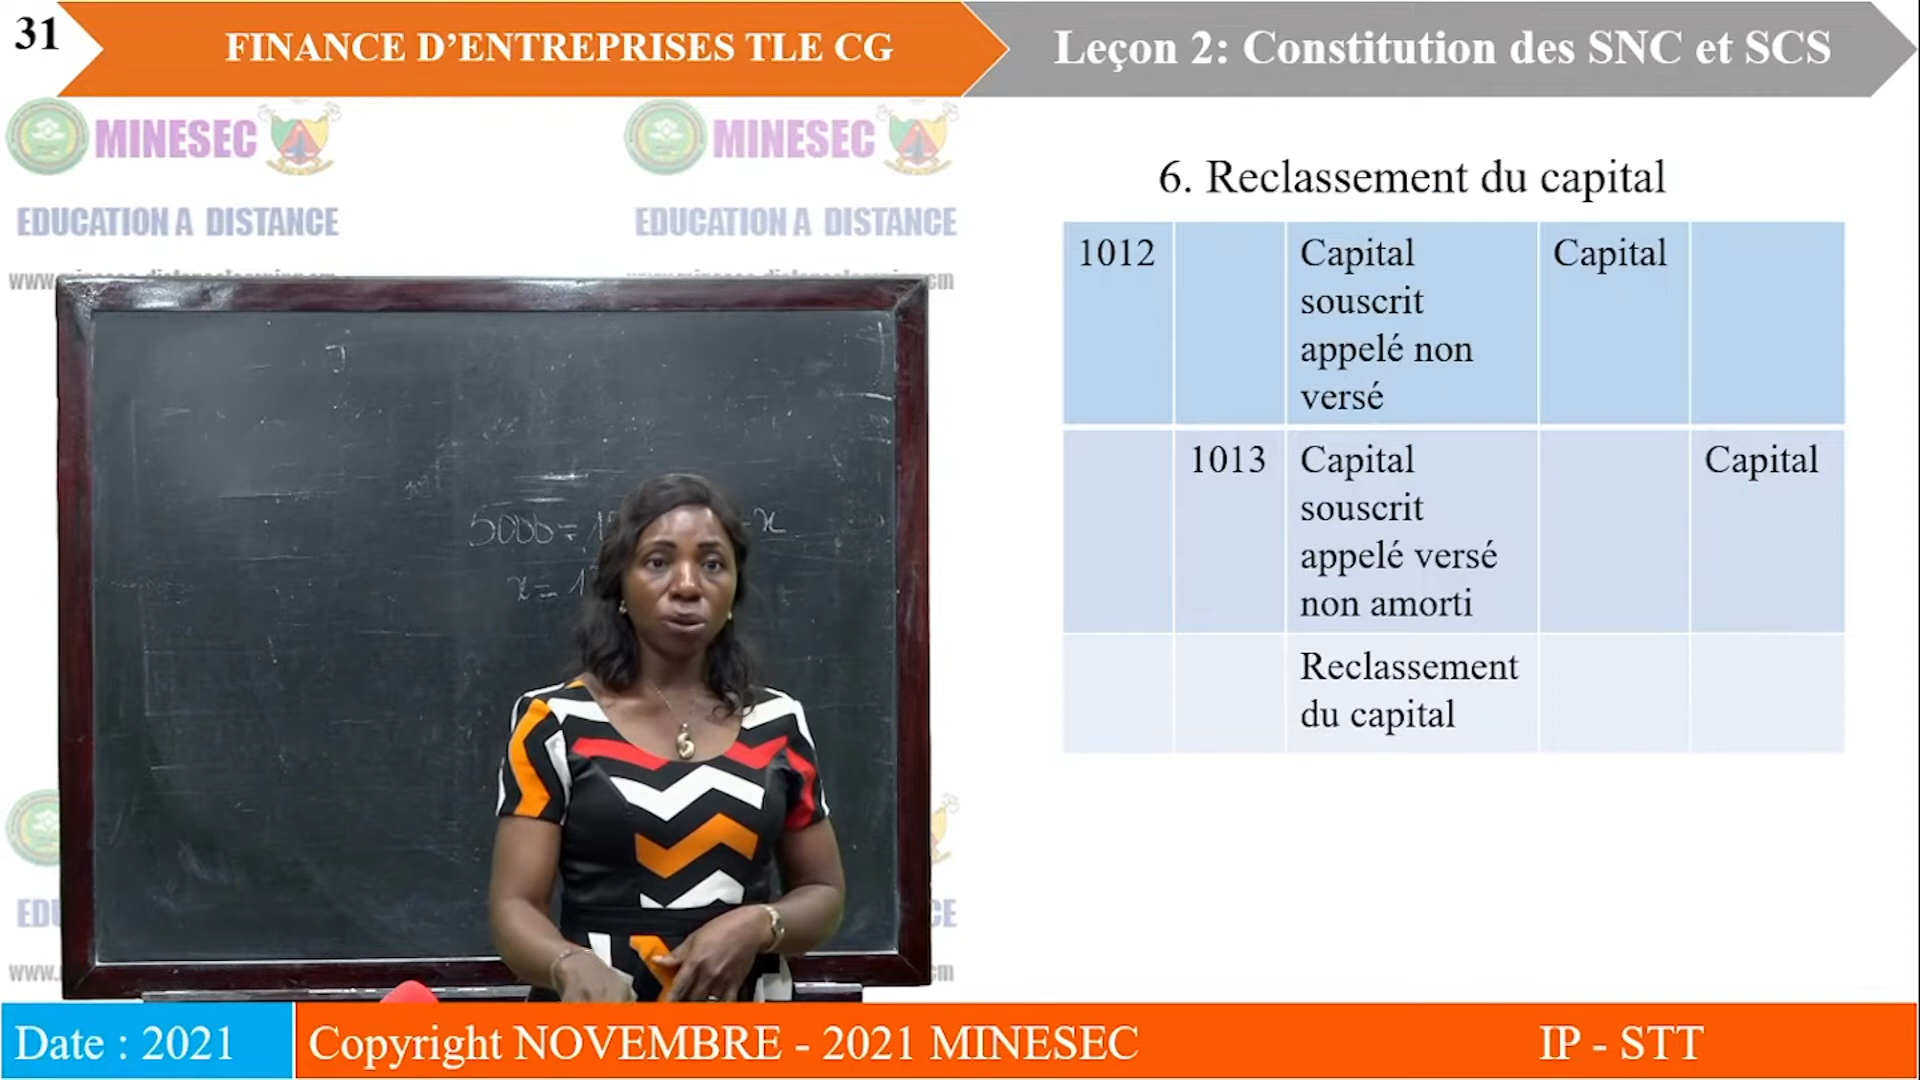 31
FINANCE D’ENTREPRISES TLE CG
Leçon 2: Constitution des SNC et SCS
MINESEC
MINESEC
EDUCATION A DISTANCE
EDUCATION A DISTANCE
6. Reclassement du capital
1012
Capital
souscrit
appelé non
versé
Capital
1013
Capital
souscrit
appelé versé
non amorti
Capital
Reclassement
du capital
5000 =
x =
Date : 2021
Copyright NOVEMBRE - 2021 MINESEC
IP - STT